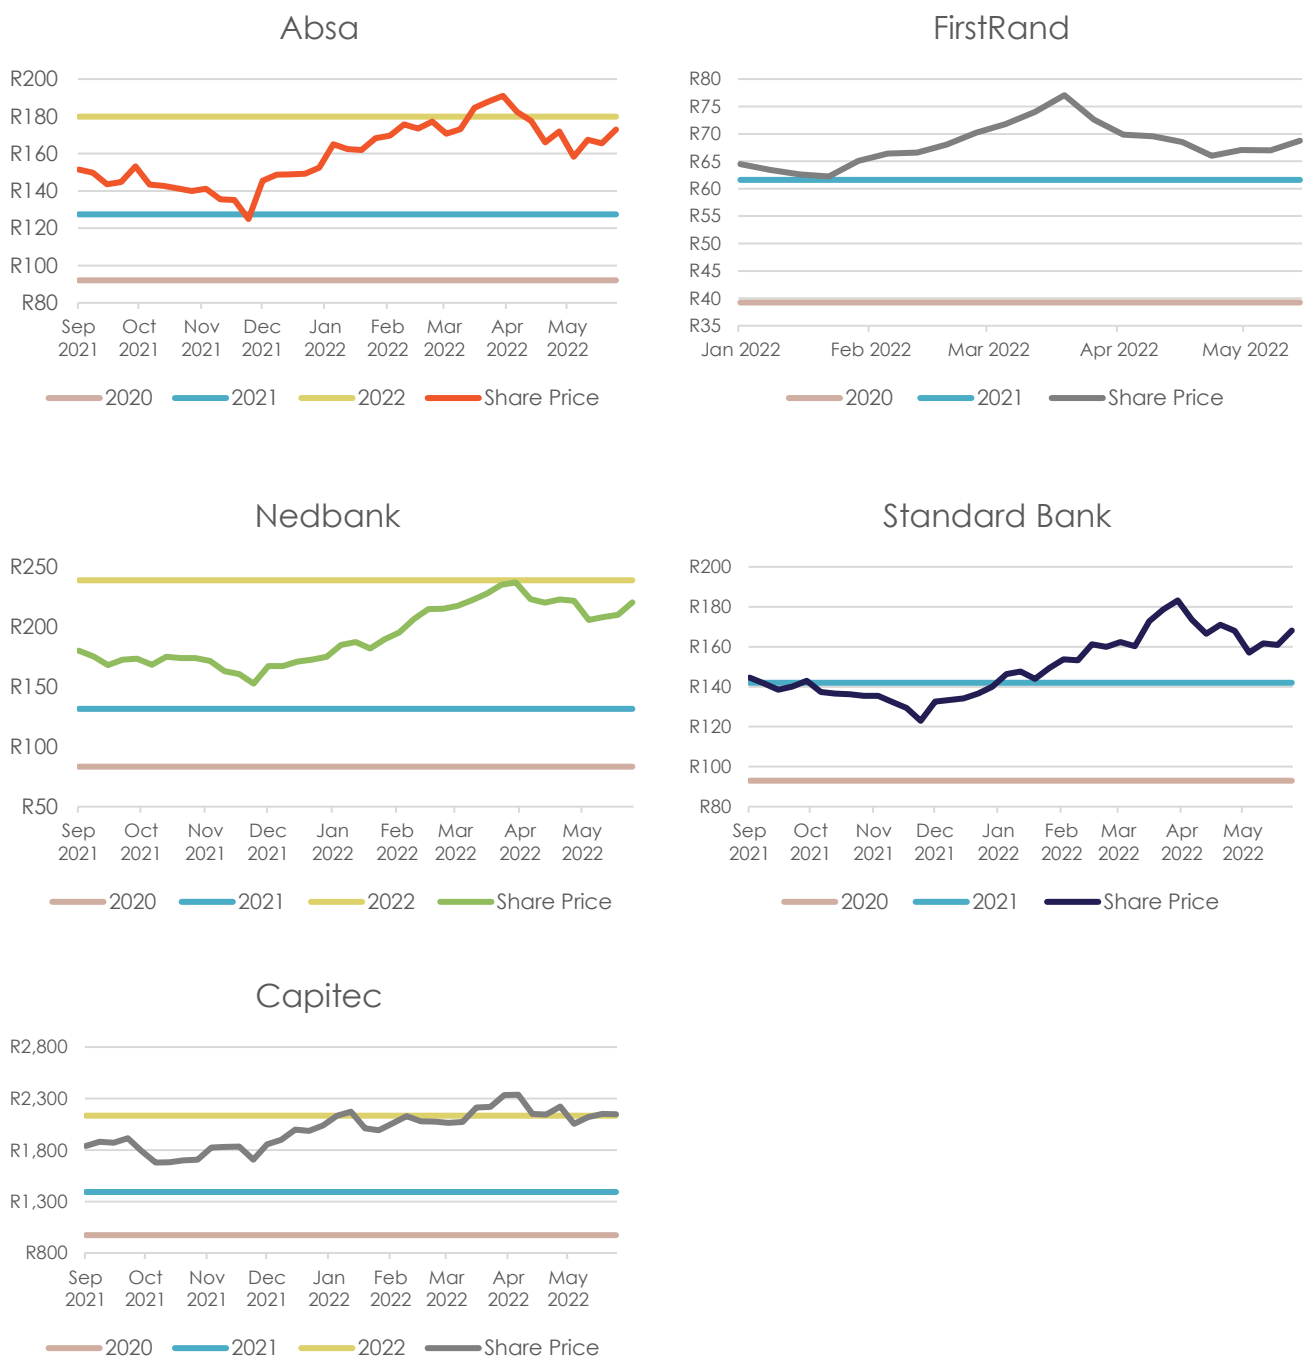 Absa
R200
R180
R160
R140
R120
R100
R80
Sep Oct Nov Dec Jan Feb Mar Apr May
2021 2021 2021 2021 2022 2022 2022 2022 2022
2020 2021 2022 Share Price
FirstRand
R80
R75
R70
R65
R60
R55
R50
R45
R40
R35
Jan 2022 Feb 2022 Mar 2022 Apr 2022 May 2022
2020 2021 Share Price
Nedbank
R250
R200
R150
R100
R50
Sep Oct Nov Dec Jan Feb Mar Apr May
2021 2021 2021 2021 2022 2022 2022 2022 2022
2020 2021 2022 Share Price
Standard Bank
R200
R180
R160
R140
R120
R100
R80
Sep Oct Nov Dec Jan Feb Mar Apr May
2021 2021 2021 2021 2022 2022 2022 2022 2022
2020 2021 Share Price
Capitec
R2,800
R2,300
R1,800
R1,300
R800
Sep Oct Nov Dec Jan Feb Mar Apr May
2021 2021 2021 2021 2022 2022 2022 2022 2022
2020 2021 2022 Share Price